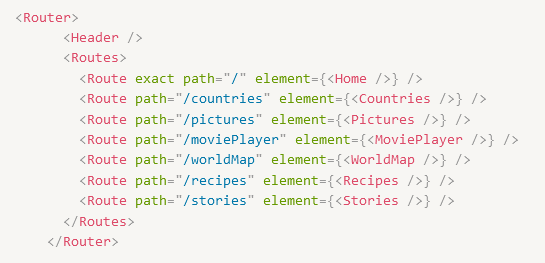 <Router>
<Header />
<Routes>
<Route exact path="/" element={<Home />} />
<Route path="/countries" element={<Countries />} />
<Route path="/pictures" element={<Pictures />} />
<Route path="/moviePlayer" element={<MoviePlayer />} />
<Route path="/worldMap" element={<WorldMap />} />
<Route path="/recipes" element={<Recipes />} />
<Route path="/stories" element={<Stories />} />
</Routes>
</Router>